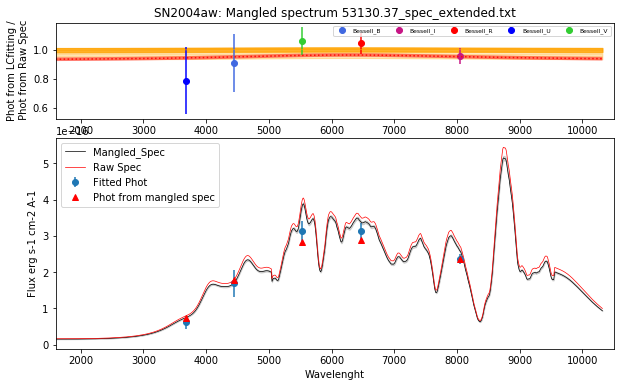 SN2004aw: Mangled spectrum 53130.37_spec_extended.txt
Phot from LCfitting /
Phot from Raw Spec
1.0
0.8
0.6
Bessell_B
Bessell_I
Bessell_R
Bessell_U
Bessell_V
2000 3000 4000 5000 6000 7000 8000 9000 10000
1e−16
Flux erg s-1 cm-2 A-1
5
4
3
2
1
0
Mangled_Spec
Raw Spec
Fitted Phot
Phot from mangled spec
2000 3000 4000 5000 6000 7000 8000 9000 10000
Wavelenght